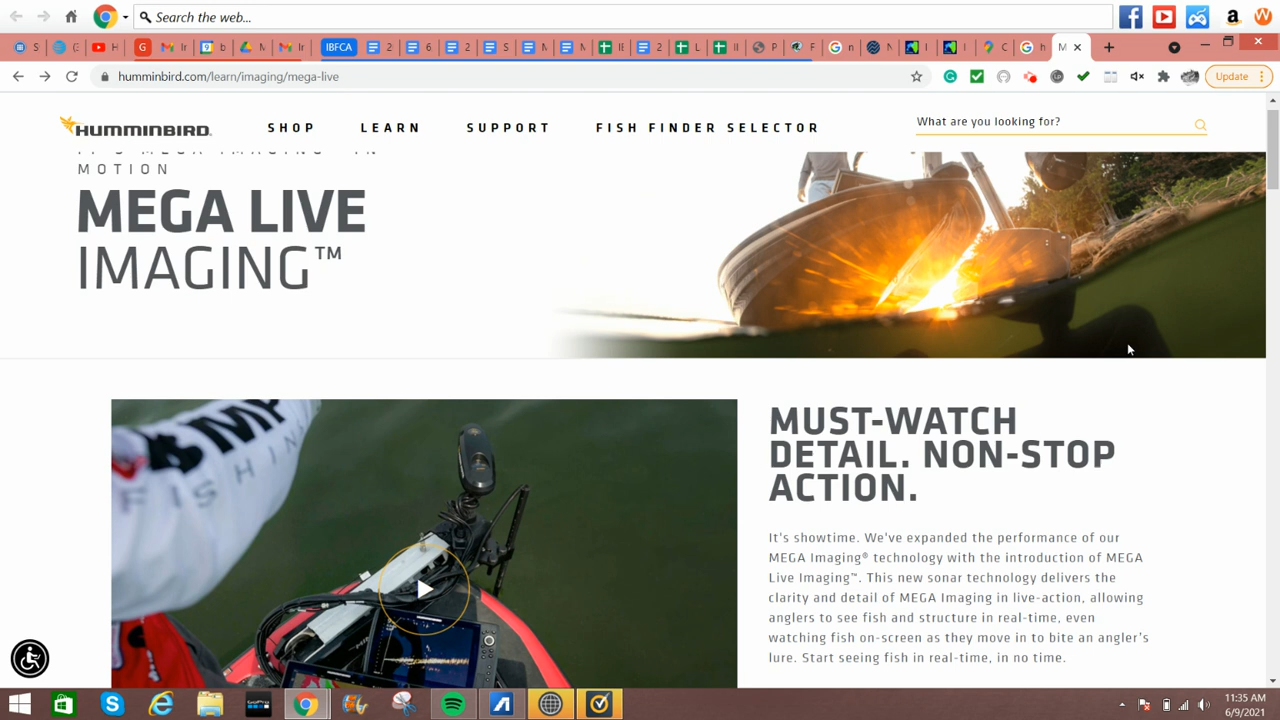 Search the web...
IBFCA
humminbird.com/learn/imaging/mega-live
Update
HUMMINBIRD
SHOP
LEARN
SUPPORT
FISH FINDER SELECTOR
What are you looking for?
MOTION
MEGA LIVE
IMAGING™
MUST-WATCH
DETAIL. NON-STOP
ACTION.
It's showtime. We've expanded the performance of our
MEGA Imaging® technology with the introduction of MEGA
Live Imaging™. This new sonar technology delivers the
clarity and detail of MEGA Imaging in live-action, allowing
anglers to see fish and structure in real-time, even
watching fish on-screen as they move in to bite an angler's
lure. Start seeing fish in real-time, in no time.
FISHIN
GoPro
11:35 AM
6/9/2021